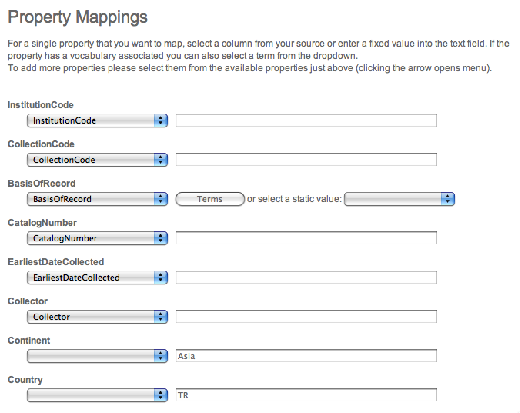 Property Mappings
For a single property that you want to map, select a column from your source or enter a fixed value into the text field. If the
property has a vocabulary associated you can also select a term from the dropdown.
To add more properties please select them from the available properties just above (clicking the arrow opens menu).
InstitutionCode
InstitutionCode
CollectionCode
CollectionCode
BasisOfRecord
BasisOfRecord Terms or select a static value:
CatalogNumber
CatalogNumber
EarliestDateCollected
EarliestDateCollected
Collector
Collector
Continent
Asia
Country
TR